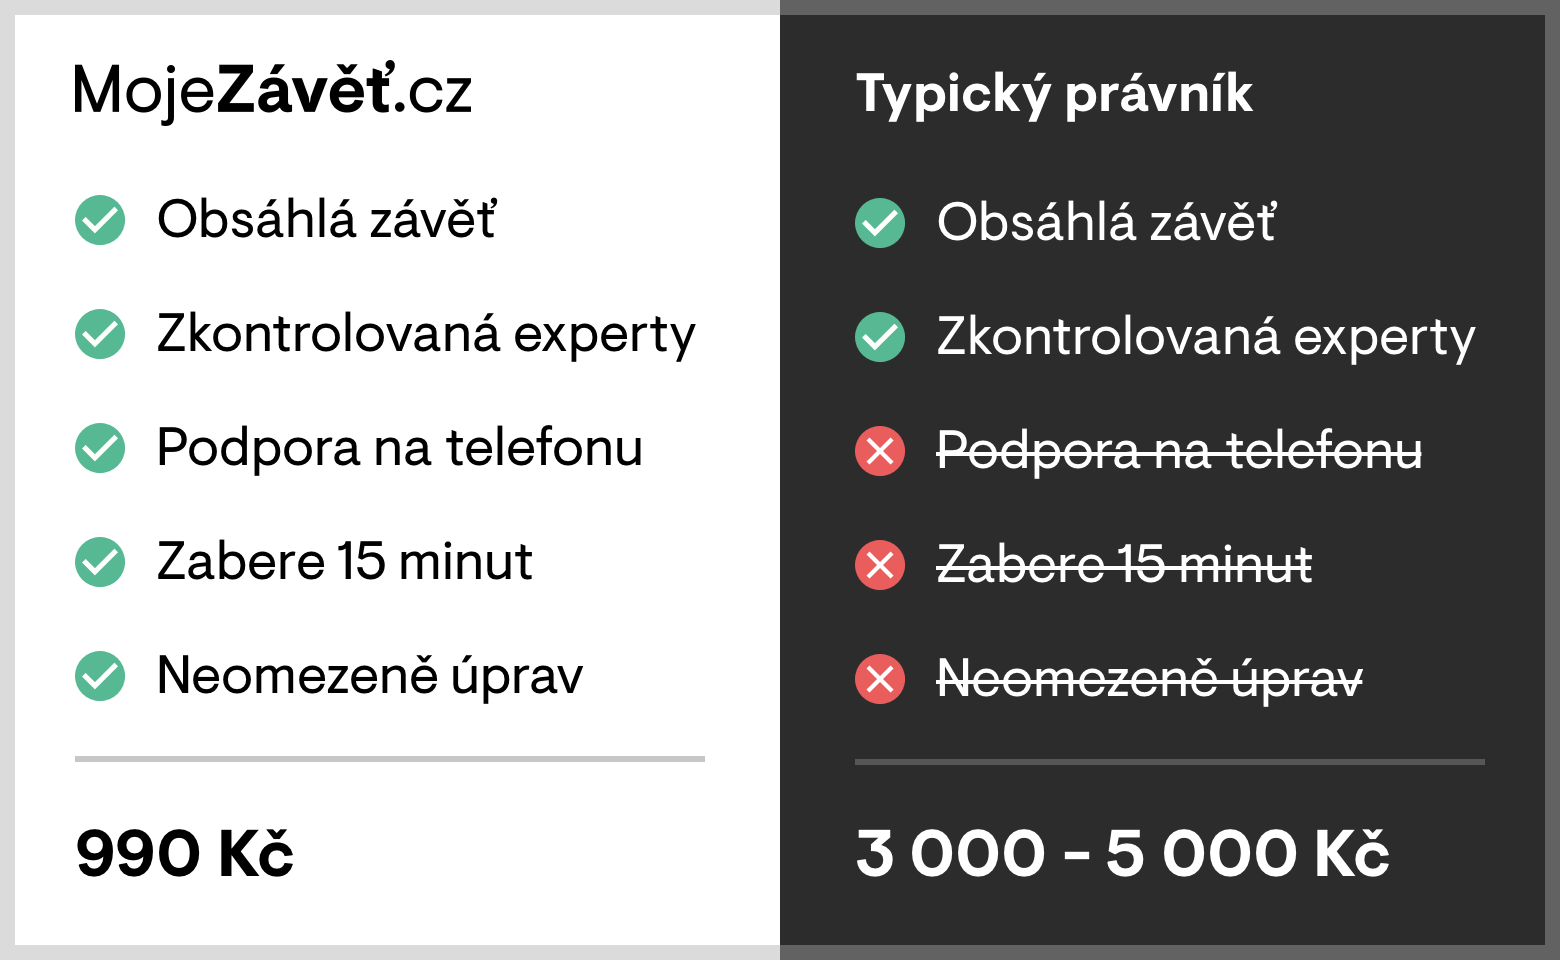 MojeZávěť.cz
Obsáhlá závěť
Zkontrolovaná experty
Podpora na telefonu
Zabere 15 minut
Neomezeně úprav
990 Kč
Typický právník
Obsáhlá závěť
Zkontrolovaná experty
Podpora na telefonu
Zabere 15 minut
Neomezeně úprav
3 000 - 5 000 Kč